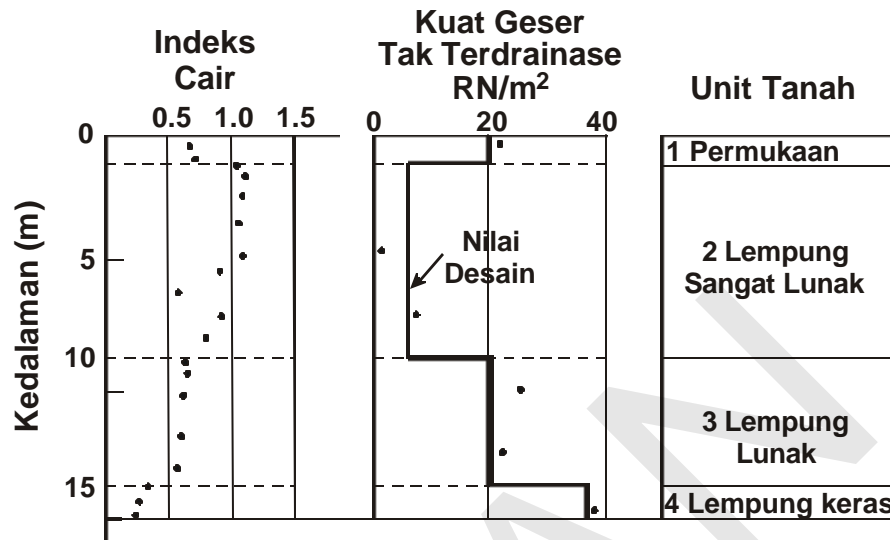 Indeks
Cair
0.5 1.0 1.5
Kuat Geser
Tak Terdrainase
RN/m²
0 20 40
Unit Tanah
Kedalaman (m)
0
5
10
15
Nilai
Desain
1 Permukaan
2 Lempung
Sangat Lunak
3 Lempung
Lunak
4 Lempung keras